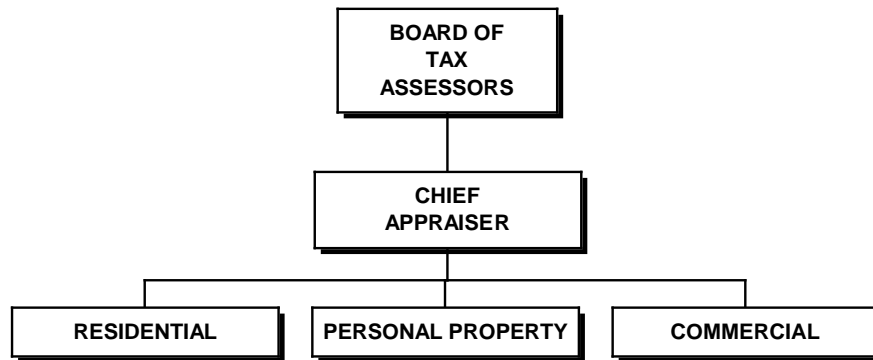 BOARD OF
TAX
ASSESSORS
CHIEF
APPRAISER
RESIDENTIAL
PERSONAL PROPERTY
COMMERCIAL